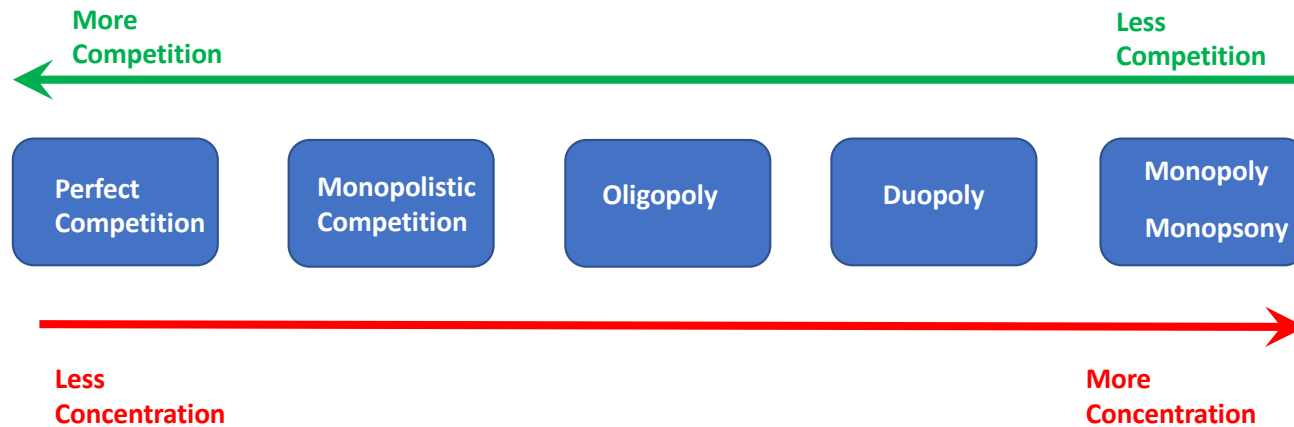 More
Competition
Less
Competition
Perfect
Competition
Monopolistic
Competition
Oligopoly
Duopoly
Monopoly
Monopsony
Less
Concentration
More
Concentration